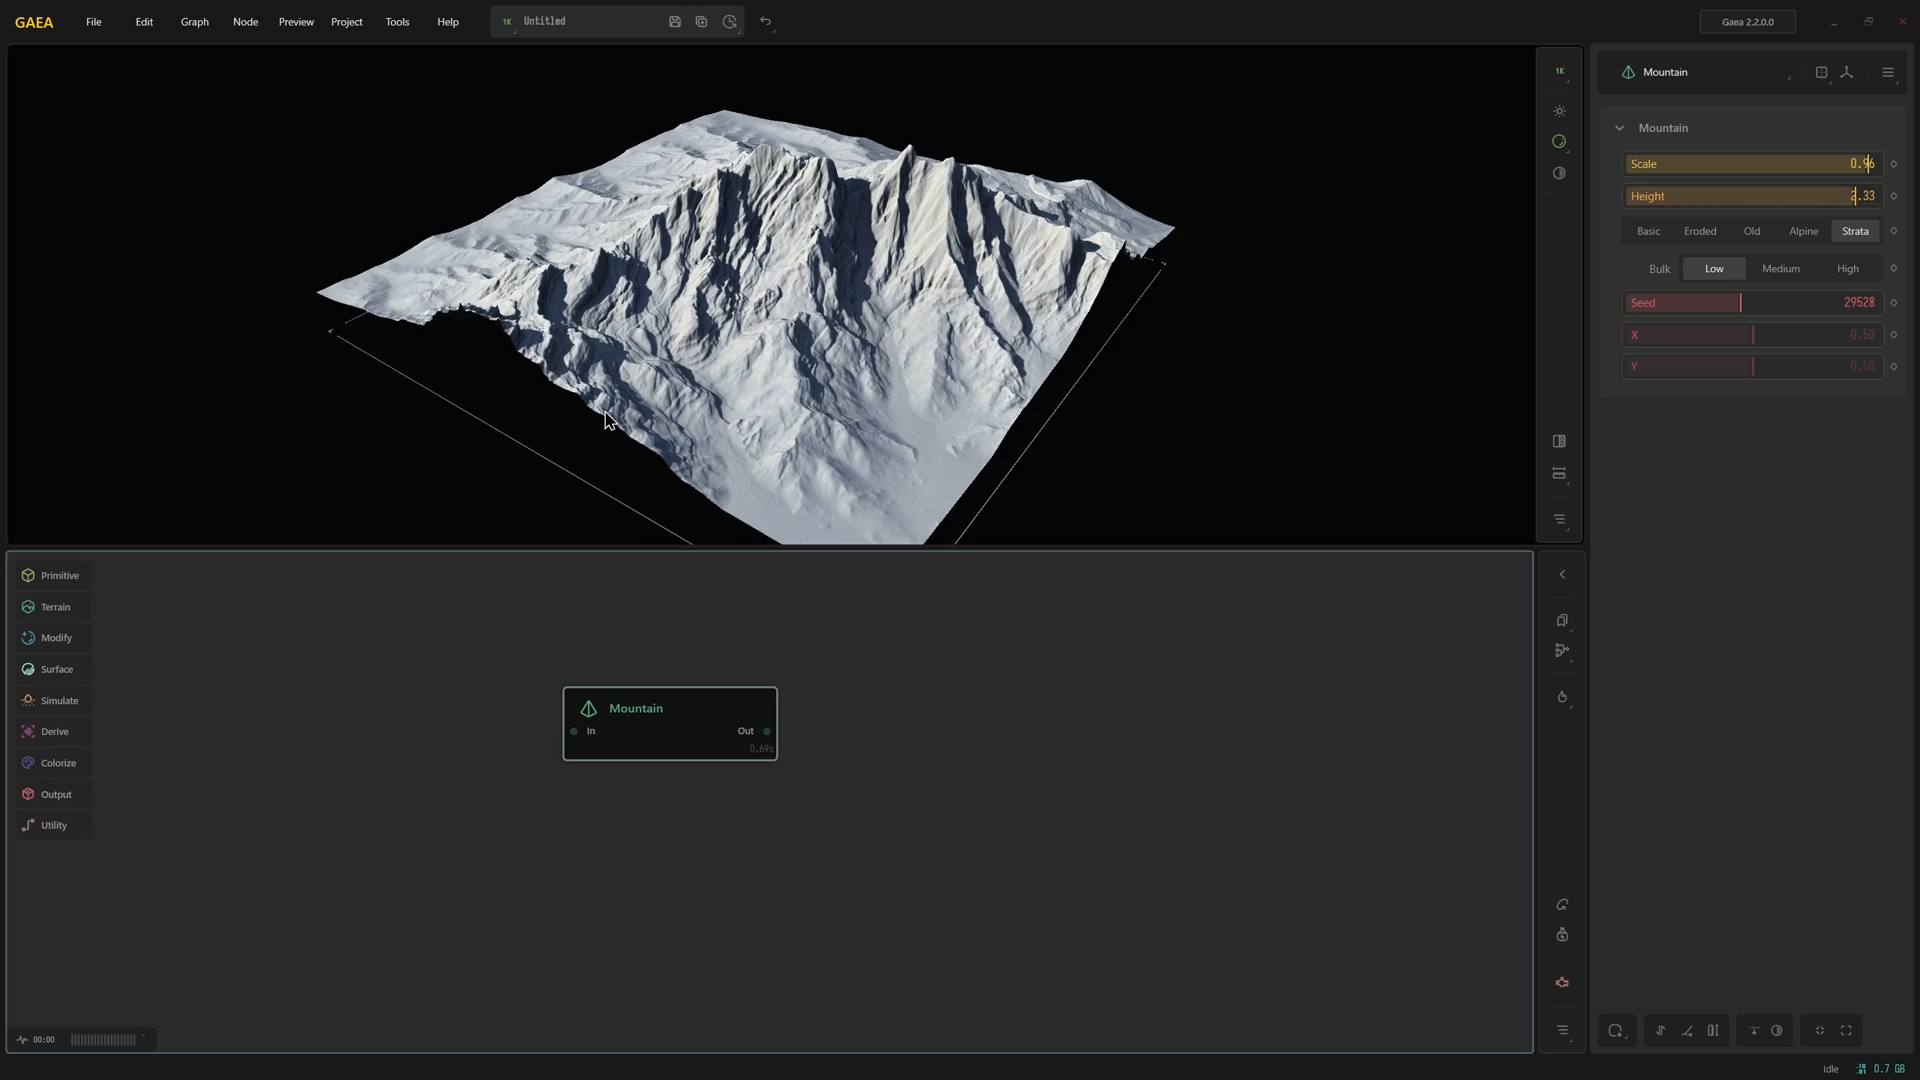 GAEA File Edit Graph Node Preview Project Tools Help 1K Untitled Gaea 2.2.0.0
1K
Mountain
Mountain
Scale 0.96
Height 2.33
Basic Eroded Old Alpine Strata
Bulk Low Medium High
Seed 29528
X 0.50
Y 0.50
Primitive
Terrain
Modify
Surface
Simulate
Derive
Colorize
Output
Utility
Mountain
In Out
0.69s
00:00
Idle 0.7 GB